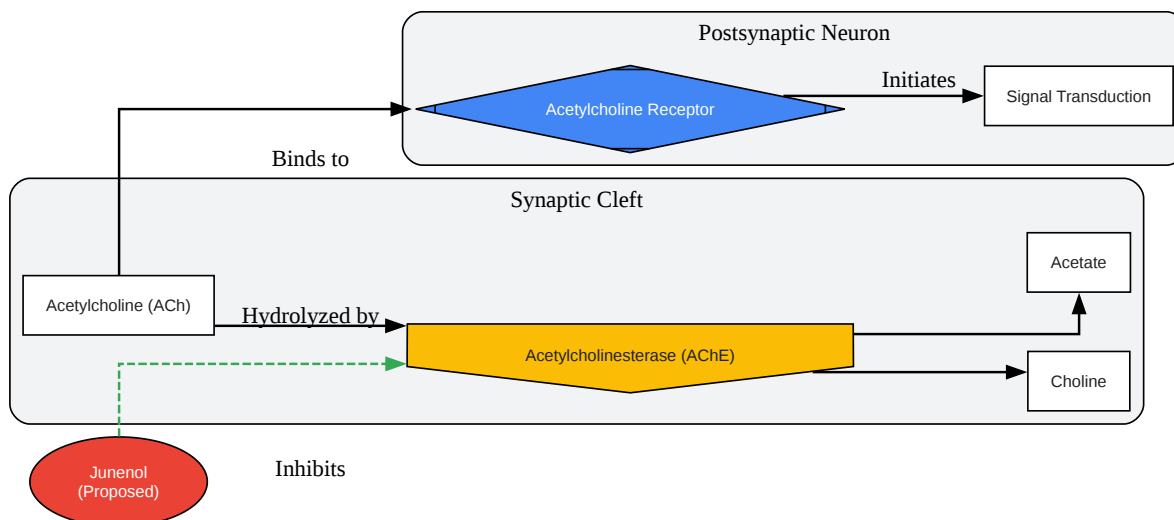 Postsynaptic Neuron
Acetylcholine Receptor
Initiates
Signal Transduction
Binds to
Synaptic Cleft
Acetylcholine (ACh)
Hydrolyzed by
Acetylcholinesterase (AChE)
Acetate
Choline
Junenol
(Proposed)
Inhibits